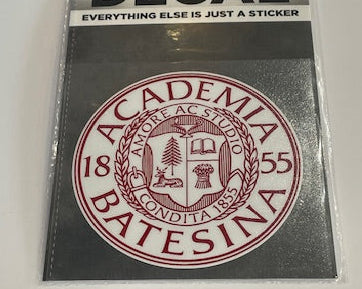 DECAL
EVERYTHING ELSE IS JUST A STICKER
ACADEMIA
AMORE AC STUDIO
18 55
CONDITA 1855
BATESINA